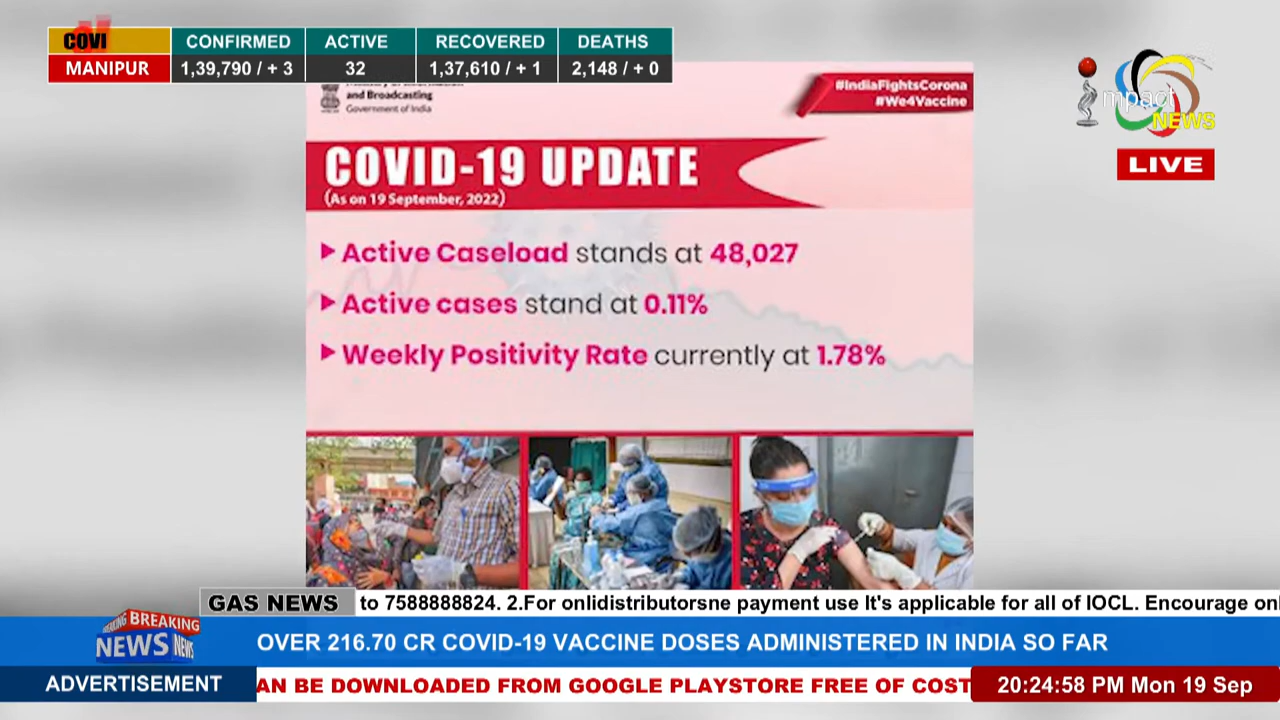 COVI
CONFIRMED ACTIVE RECOVERED DEATHS
MANIPUR 1,39,790 / + 3 32 1,37,610 / + 1 2,148 / + 0
and Broadcasting
Government of India
#IndiaFightsCorona
#We4Vaccine
impact
NEWS
LIVE
COVID-19 UPDATE
(As on 19 September, 2022)
Active Caseload stands at 48,027
Active cases stand at 0.11%
Weekly Positivity Rate currently at 1.78%
GAS NEWS to 7588888824. 2.For onlidistributorsne payment use It's applicable for all of IOCL. Encourage onl
BREAKING
NEWS NEWS
OVER 216.70 CR COVID-19 VACCINE DOSES ADMINISTERED IN INDIA SO FAR
ADVERTISEMENT AN BE DOWNLOADED FROM GOOGLE PLAYSTORE FREE OF COST 20:24:58 PM Mon 19 Sep